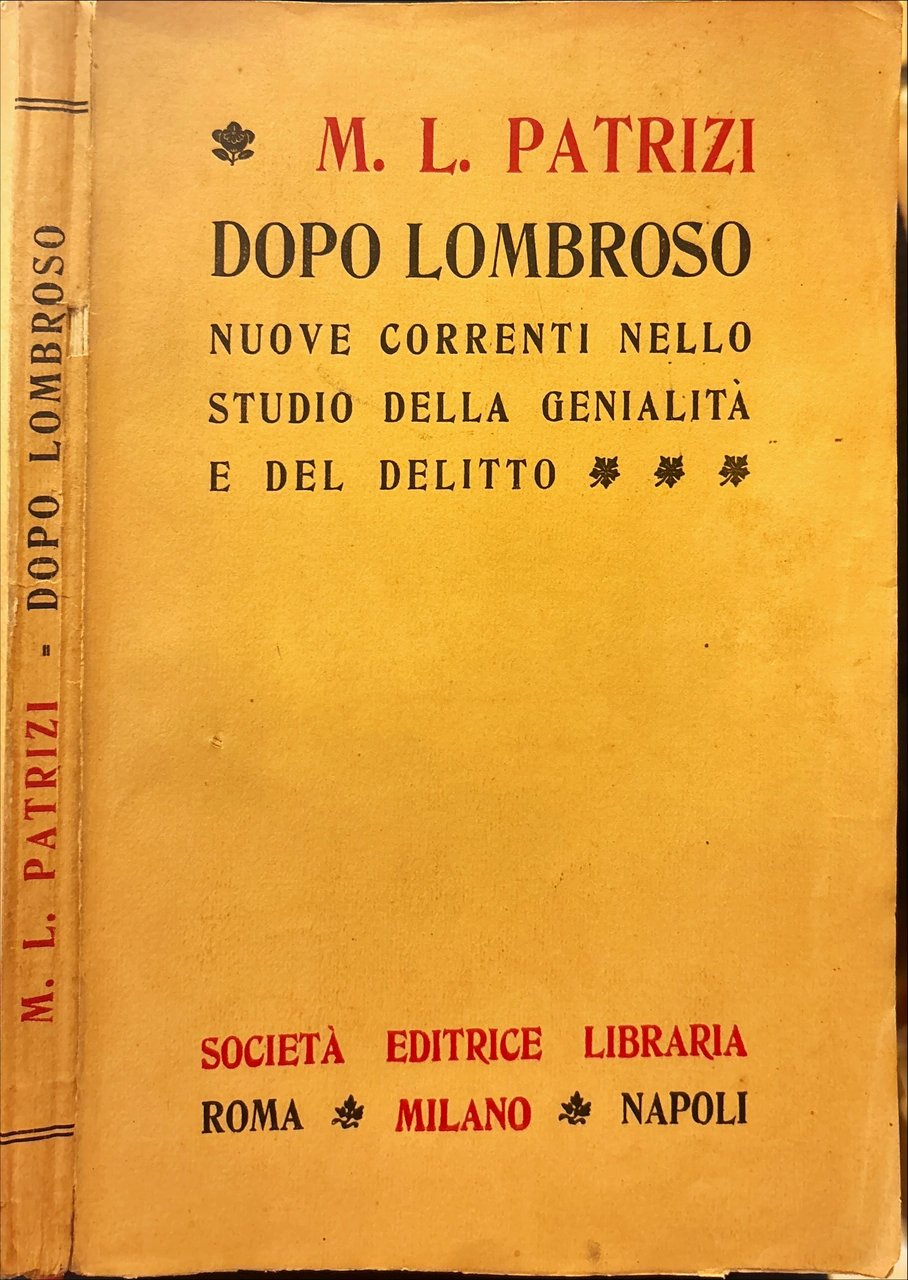 M. L. PATRIZI
DOPO LOMBROSO
NUOVE CORRENTI NELLO
STUDIO DELLA GENIALITÀ
E DEL DELITTO
SOCIETÀ EDITRICE LIBRARIA
ROMA MILANO NAPOLI
M. L. PATRIZI = DOPO LOMBROSO